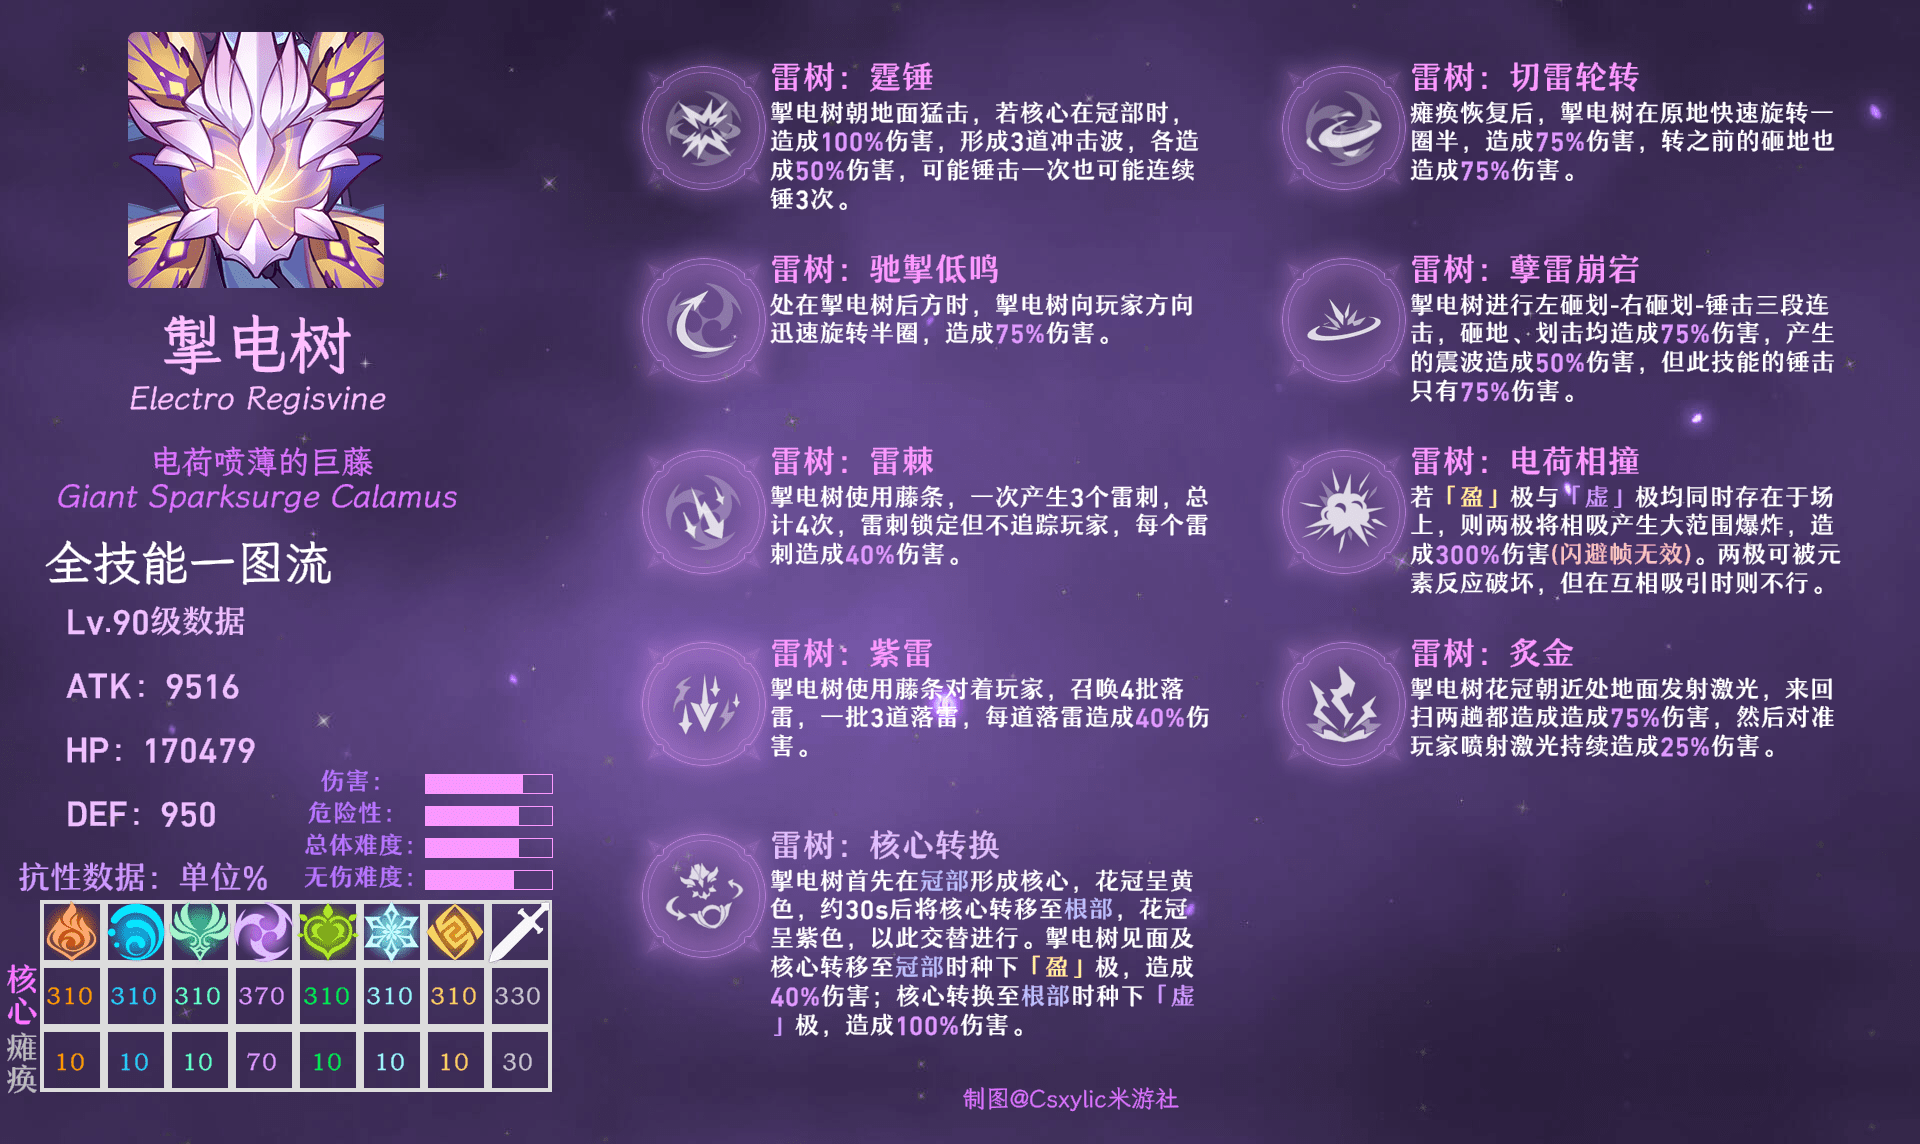 掣电树
Electro Regisvine
电荷喷薄的巨藤
Giant Sparksurge Calamus
全技能一图流
Lv.90级数据
ATK：9516
HP：170479
DEF：950
伤害：
危险性：
总体难度：
无伤难度：
抗性数据：单位%
核心
310 310 310 370 310 310 310 330
瘫痪
10 10 10 70 10 10 10 30
雷树：霆锤
掣电树朝地面猛击，若核心在冠部时，
造成100%伤害，形成3道冲击波，各造
成50%伤害，可能锤击一次也可能连续
锤3次。
雷树：驰掣低鸣
处在掣电树后方时，掣电树向玩家方向
迅速旋转半圈，造成75%伤害。
雷树：雷棘
掣电树使用藤条，一次产生3个雷刺，总
计4次，雷刺锁定但不追踪玩家，每个雷
刺造成40%伤害。
雷树：紫雷
掣电树使用藤条对着玩家，召唤4批落
雷，一批3道落雷，每道落雷造成40%伤
害。
雷树：核心转换
掣电树首先在冠部形成核心，花冠呈黄
色，约30s后将核心转移至根部，花冠
呈紫色，以此交替进行。掣电树见面及
核心转移至冠部时种下「盈」极，造成
40%伤害；核心转换至根部时种下「虚
」极，造成100%伤害。
雷树：切雷轮转
瘫痪恢复后，掣电树在原地快速旋转一
圈半，造成75%伤害，转之前的砸地也
造成75%伤害。
雷树：孽雷崩宕
掣电树进行左砸划-右砸划-锤击三段连
击，砸地、划击均造成75%伤害，产生
的震波造成50%伤害，但此技能的锤击
只有75%伤害。
雷树：电荷相撞
若「盈」极与「虚」极均同时存在于场
上，则两极将相吸产生大范围爆炸，造
成300%伤害(闪避帧无效)。两极可被元
素反应破坏，但在互相吸引时则不行。
雷树：炙金
掣电树花冠朝近处地面发射激光，来回
扫两趟都造成造成75%伤害，然后对准
玩家喷射激光持续造成25%伤害。
制图@Csxylic米游社